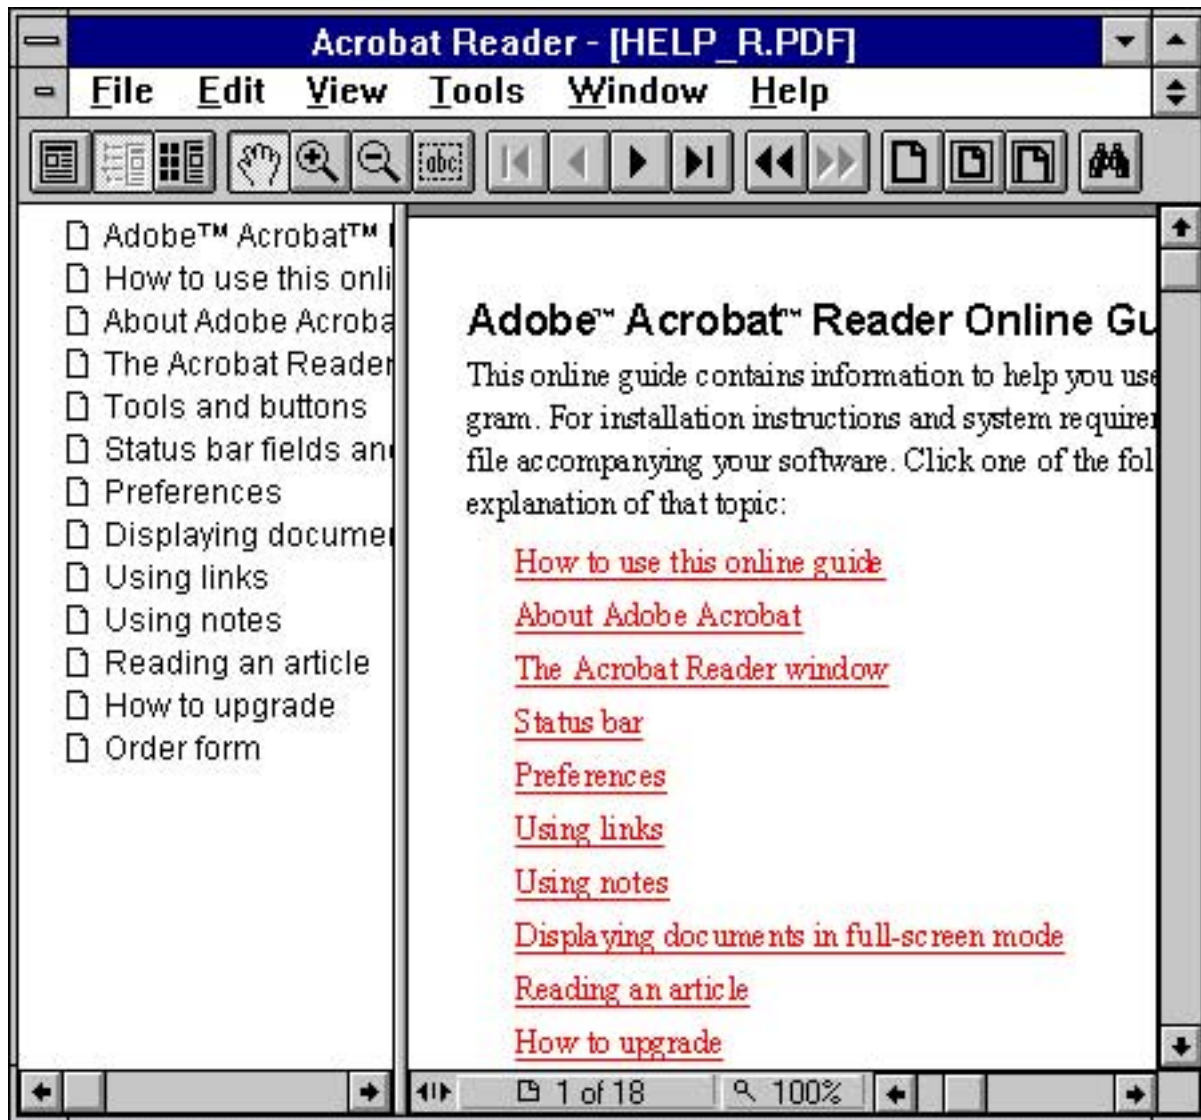 Acrobat Reader - [HELP_R.PDF]
File Edit View Tools Window Help
abc
Adobe™ Acrobat™
How to use this onli
About Adobe Acroba
The Acrobat Reader
Tools and buttons
Status bar fields and
Preferences
Displaying documen
Using links
Using notes
Reading an article
How to upgrade
Order form
Adobe™ Acrobat™ Reader Online Gu
This online guide contains information to help you use
gram. For installation instructions and system require
file accompanying your software. Click one of the fol
explanation of that topic:
How to use this online guide
About Adobe Acrobat
The Acrobat Reader window
Status bar
Preferences
Using links
Using notes
Displaying documents in full-screen mode
Reading an article
How to upgrade
1 of 18 100%